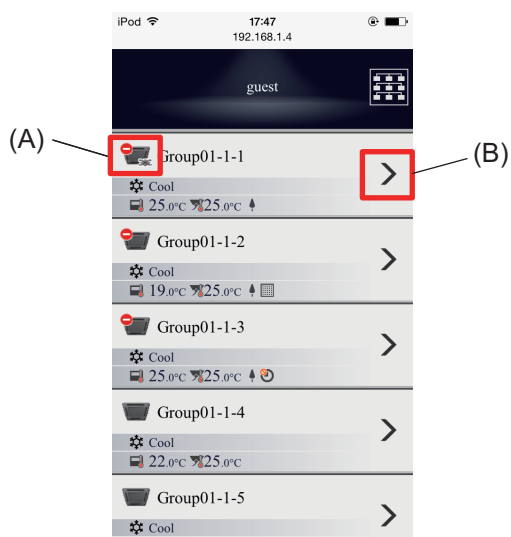 iPod 17:47
192.168.1.4
guest
(A)
Group01-1-1
(B)
Cool
25.0°C 25.0°C
Group01-1-2
Cool
19.0°C 25.0°C
Group01-1-3
Cool
25.0°C 25.0°C
Group01-1-4
Cool
22.0°C 25.0°C
Group01-1-5
Cool